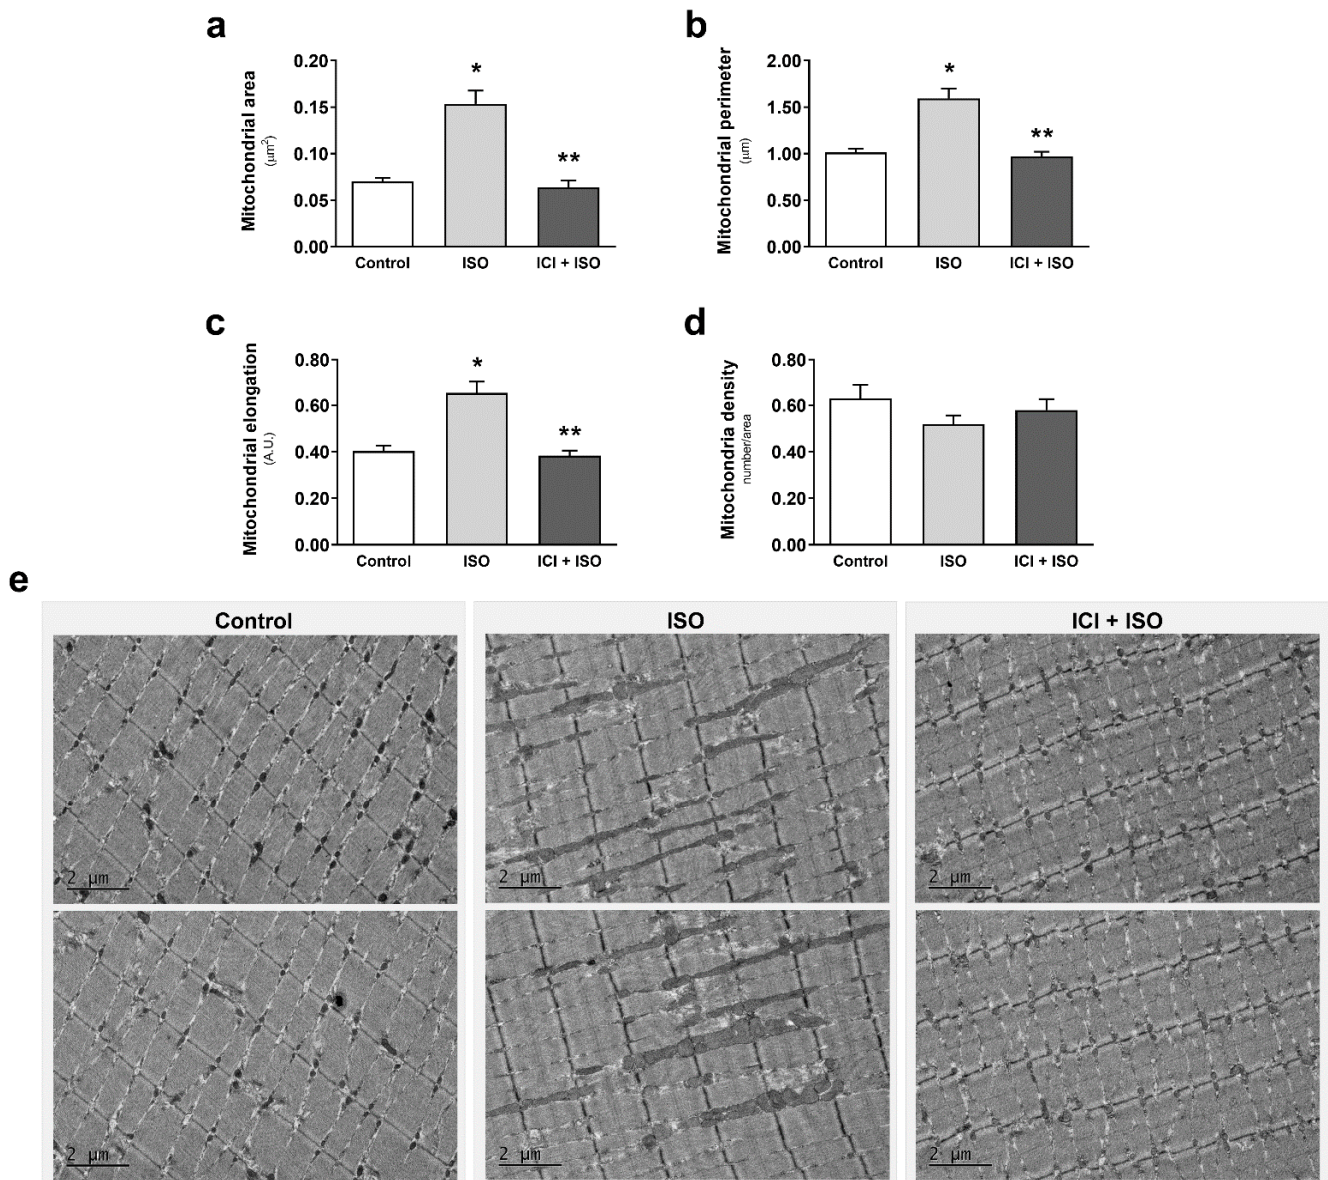 a
Mitochondrial area
(μm²)
0.20
0.15
0.10
0.05
0.00
*
**
Control
ISO
ICI + ISO
b
Mitochondrial perimeter
(μm)
2.00
1.50
1.00
0.50
0.00
*
**
Control
ISO
ICI + ISO
c
Mitochondrial elongation
(A.U.)
0.80
0.60
0.40
0.20
0.00
*
**
Control
ISO
ICI + ISO
d
Mitochondria density
number/area
0.80
0.60
0.40
0.20
0.00
Control
ISO
ICI + ISO
e
Control
ISO
ICI + ISO
2 μm
2 μm
2 μm
2 μm
2 μm
2 μm